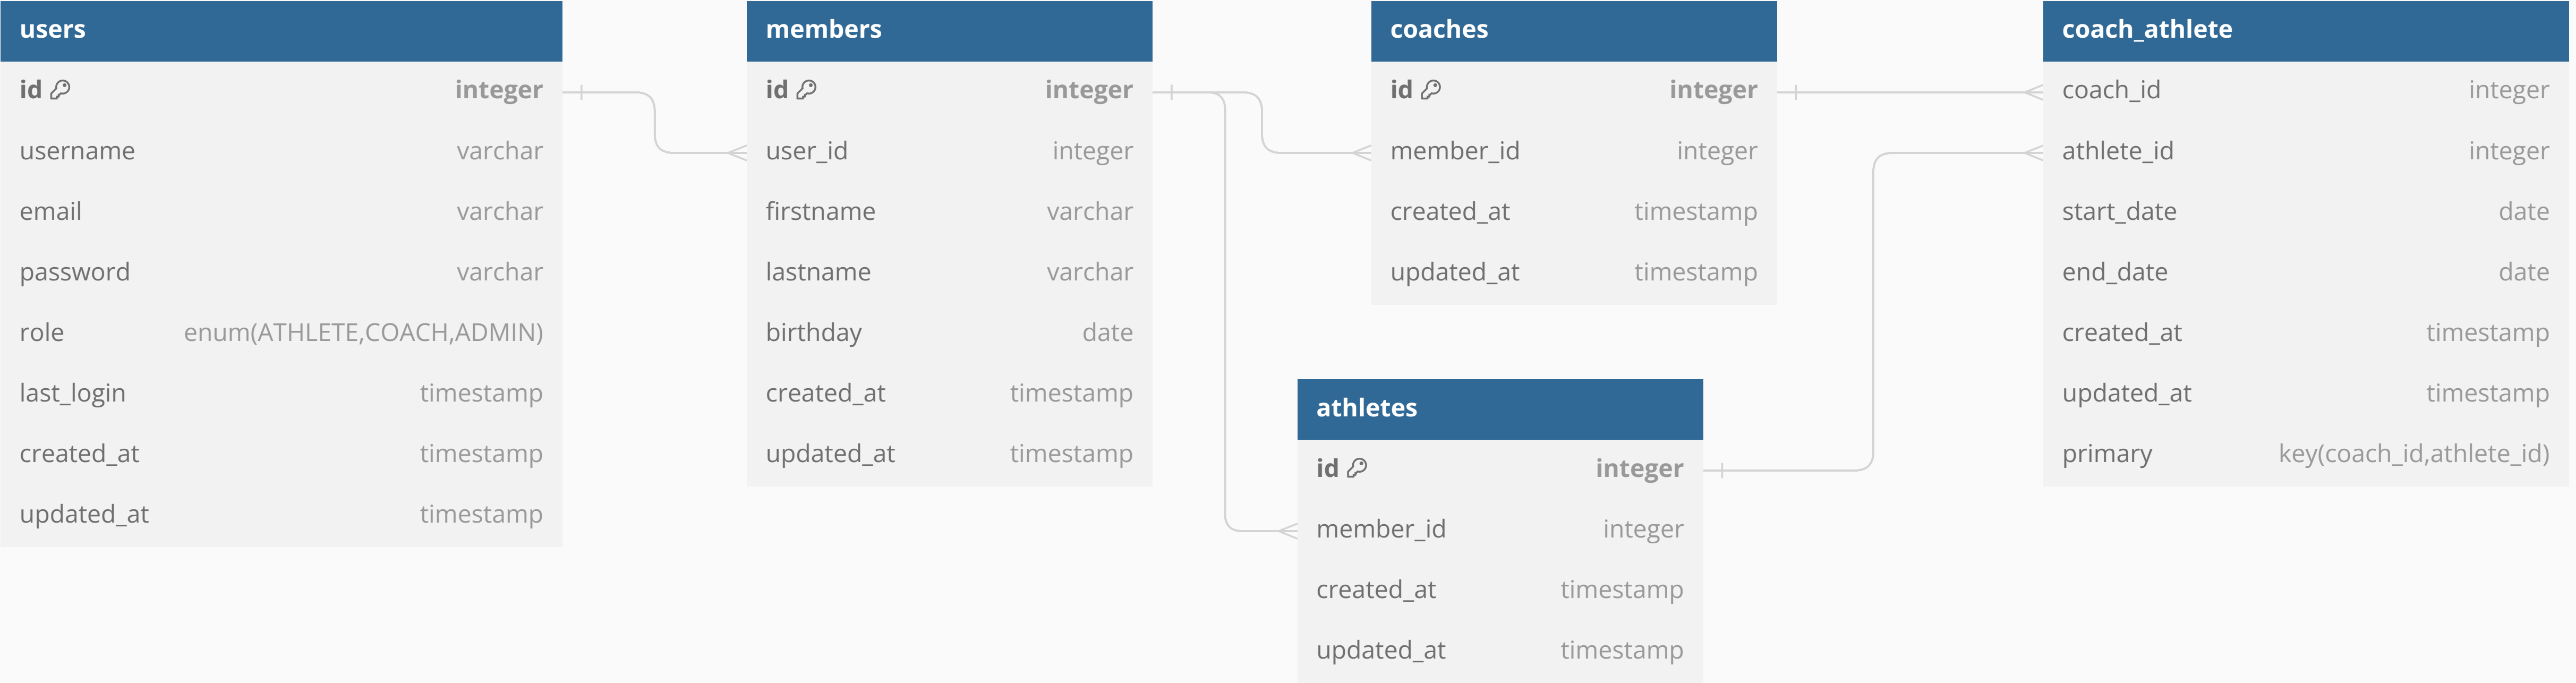 users
id integer
username varchar
email varchar
password varchar
role enum(ATHLETE,COACH,ADMIN)
last_login timestamp
created_at timestamp
updated_at timestamp
members
id integer
user_id integer
firstname varchar
lastname varchar
birthday date
created_at timestamp
updated_at timestamp
coaches
id integer
member_id integer
created_at timestamp
updated_at timestamp
athletes
id integer
member_id integer
created_at timestamp
updated_at timestamp
coach_athlete
coach_id integer
athlete_id integer
start_date date
end_date date
created_at timestamp
updated_at timestamp
primary key(coach_id,athlete_id)